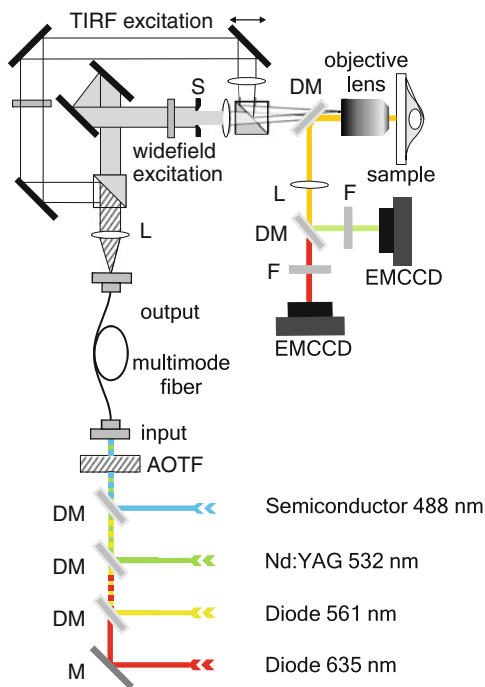 TIRF excitation
S
DM
objective
lens
widefield
excitation
sample
L
F
DM
L
F
EMCCD
EMCCD
output
multimode
fiber
input
AOTF
DM
Semiconductor 488 nm
DM
Nd:YAG 532 nm
DM
Diode 561 nm
M
Diode 635 nm